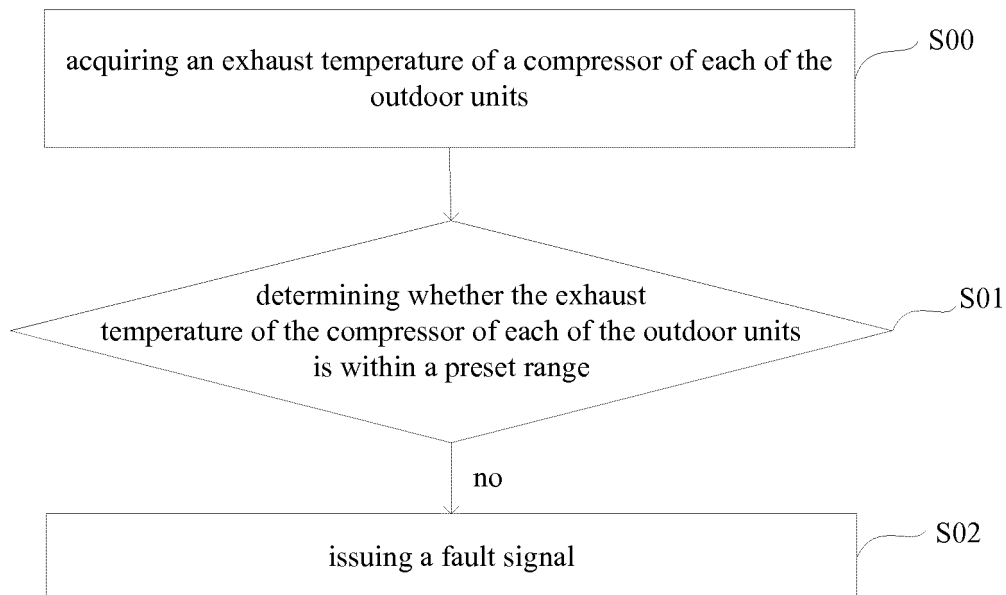 S00
acquiring an exhaust temperature of a compressor of each of the
outdoor units
S01
determining whether the exhaust
temperature of the compressor of each of the outdoor units
is within a preset range
no
S02
issuing a fault signal